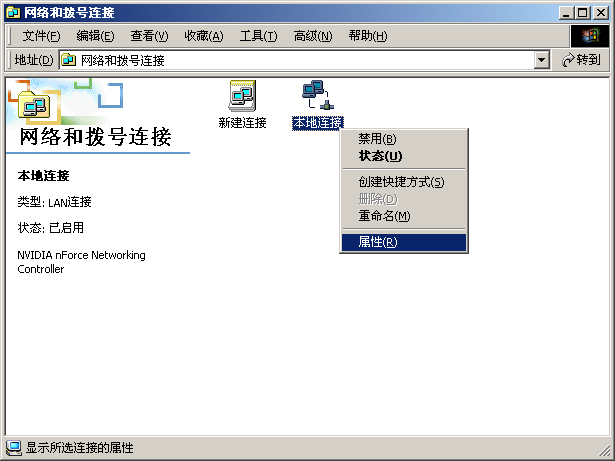 网络和拨号连接
文件(F) 编辑(E) 查看(V) 收藏(A) 工具(T) 高级(N) 帮助(H)
地址(D) 网络和拨号连接 转到
网络和拨号连接
本地连接
类型: LAN连接
状态: 已启用
NVIDIA nForce Networking
Controller
新建连接
本地连接
禁用(B)
状态(U)
创建快捷方式(S)
删除(D)
重命名(M)
属性(R)
显示所选连接的属性